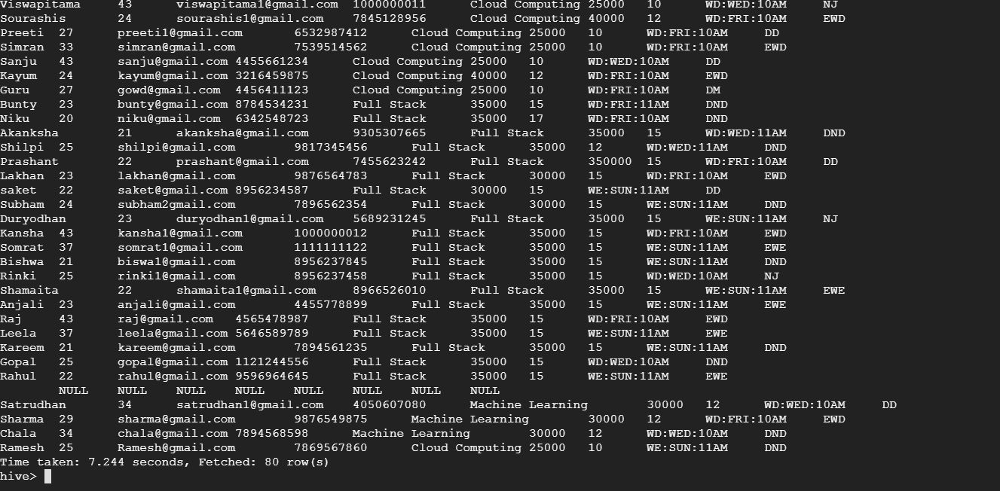 Viswapitama 43 viswapitama1@gmail.com 1000000011 Cloud Computing 25000 10 WD:WED:10AM NJ
Sourashis 24 sourashis1@gmail.com 7845128956 Cloud Computing 40000 12 WD:FRI:10AM EWD
Preeti 27 preeti1@gmail.com 6532987412 Cloud Computing 25000 10 WD:FRI:10AM DD
Simran 33 simran@gmail.com 7539514562 Cloud Computing 25000 10 WD:FRI:10AM EWD
Sanju 43 sanju@gmail.com 4455661234 Cloud Computing 25000 10 WD:WED:10AM DD
Kayum 24 kayum@gmail.com 3216459875 Cloud Computing 40000 12 WD:FRI:10AM EWD
Guru 27 gowd@gmail.com 4456411123 Cloud Computing 25000 10 WD:FRI:10AM DM
Bunty 23 bunty@gmail.com 8784534231 Full Stack 35000 15 WD:FRI:11AM DND
Niku 20 niku@gmail.com 6342548723 Full Stack 35000 17 WD:FRI:10AM DND
Akanksha 21 akanksha@gmail.com 9305307665 Full Stack 35000 15 WD:WED:11AM DND
Shilpi 25 shilpi@gmail.com 9817345456 Full Stack 35000 12 WD:WED:11AM DND
Prashant 22 prashant@gmail.com 7455623242 Full Stack 350000 15 WD:FRI:10AM DD
Lakhan 23 lakhan@gmail.com 9876564783 Full Stack 30000 15 WD:FRI:10AM EWD
saket 22 saket@gmail.com 8956234587 Full Stack 30000 15 WE:SUN:11AM DD
Subham 24 subham2gmail.com 7896562354 Full Stack 30000 15 WE:SUN:11AM DND
Duryodhan 23 duryodhan1@gmail.com 5689231245 Full Stack 35000 15 WE:SUN:11AM NJ
Kansha 43 kansha1@gmail.com 1000000012 Full Stack 35000 15 WD:FRI:10AM EWD
Somrat 37 somrat1@gmail.com 1111111122 Full Stack 35000 15 WE:SUN:11AM EWE
Bishwa 21 biswa1@gmail.com 8956237845 Full Stack 35000 15 WE:SUN:11AM DND
Rinki 25 rinki1@gmail.com 8956237458 Full Stack 35000 15 WD:WED:10AM NJ
Shamaita 22 shamaita1@gmail.com 8966526010 Full Stack 35000 15 WE:SUN:11AM EWE
Anjali 23 anjali@gmail.com 4455778899 Full Stack 35000 15 WE:SUN:11AM EWE
Raj 43 raj@gmail.com 4565478987 Full Stack 35000 15 WD:FRI:10AM EWD
Leela 37 leela@gmail.com 5646589789 Full Stack 35000 15 WE:SUN:11AM EWE
Kareem 21 kareem@gmail.com 7894561235 Full Stack 35000 15 WE:SUN:11AM DND
Gopal 25 gopal@gmail.com 1121244556 Full Stack 35000 15 WD:WED:10AM DND
Rahul 22 rahul@gmail.com 9596964645 Full Stack 35000 15 WE:SUN:11AM EWE
NULL NULL NULL NULL NULL NULL NULL NULL
Satrudhan 34 satrudhan1@gmail.com 4050607080 Machine Learning 30000 12 WD:WED:10AM DD
Sharma 29 sharma@gmail.com 9876549875 Machine Learning 30000 12 WD:FRI:10AM EWD
Chala 34 chala@gmail.com 7894568598 Machine Learning 30000 12 WD:WED:10AM DND
Ramesh 25 Ramesh@gmail.com 7869567860 Cloud Computing 25000 10 WE:SUN:10AM DND
Time taken: 7.244 seconds, Fetched: 80 row(s)
hive>